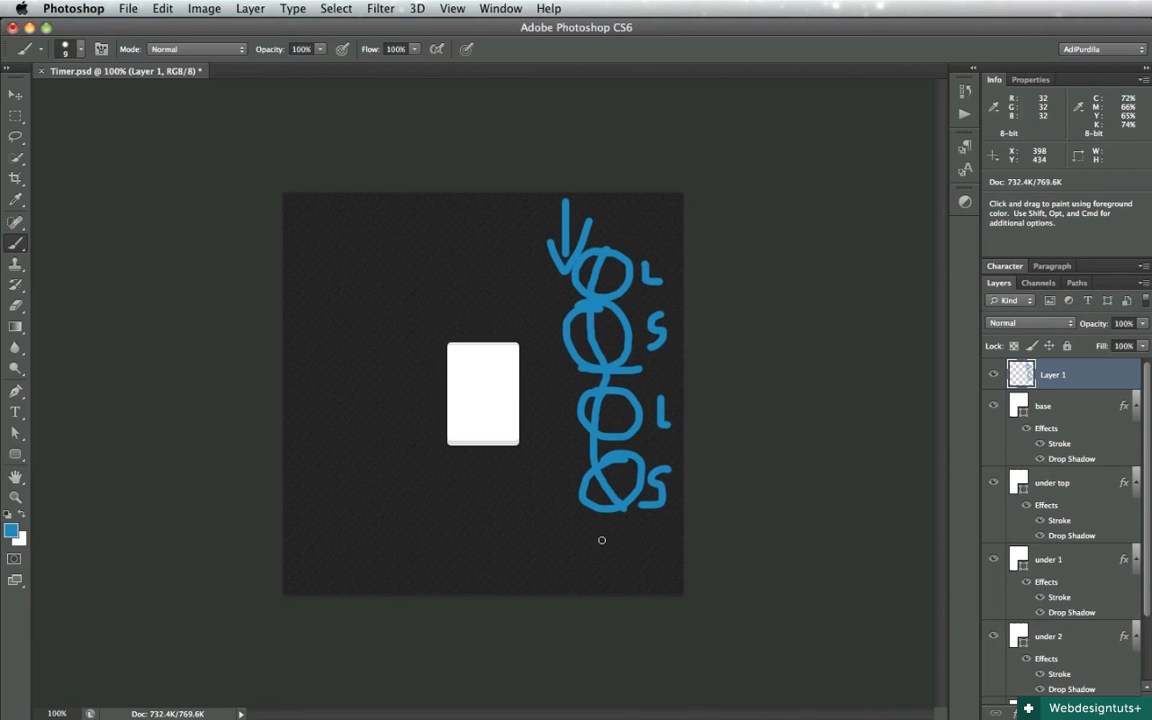 Photoshop File Edit Image Layer Type Select Filter 3D View Window Help
Adobe Photoshop CS6
9 Mode: Normal Opacity: 100% Flow: 100% AdiPurdila
× Timer.psd @ 100% (Layer 1, RGB/8) *
Info Properties
R: 32 C: 72%
G: 32 M: 66%
B: 32 Y: 65%
K: 74%
8-bit 8-bit
X: 398 W:
Y: 434 H:
Doc: 732.4K/769.6K
Click and drag to paint using foreground
color. Use Shift, Opt, and Cmd for
additional options.
Character Paragraph
Layers Channels Paths
Kind
Normal Opacity: 100%
Lock: Fill: 100%
Layer 1
base fx
Effects
Stroke
Drop Shadow
under top fx
Effects
Stroke
Drop Shadow
under 1 fx
Effects
Stroke
Drop Shadow
under 2 fx
Effects
Stroke
Drop Shadow
L
S
L
S
100% Doc: 732.4K/769.6K
Webdesigntuts+